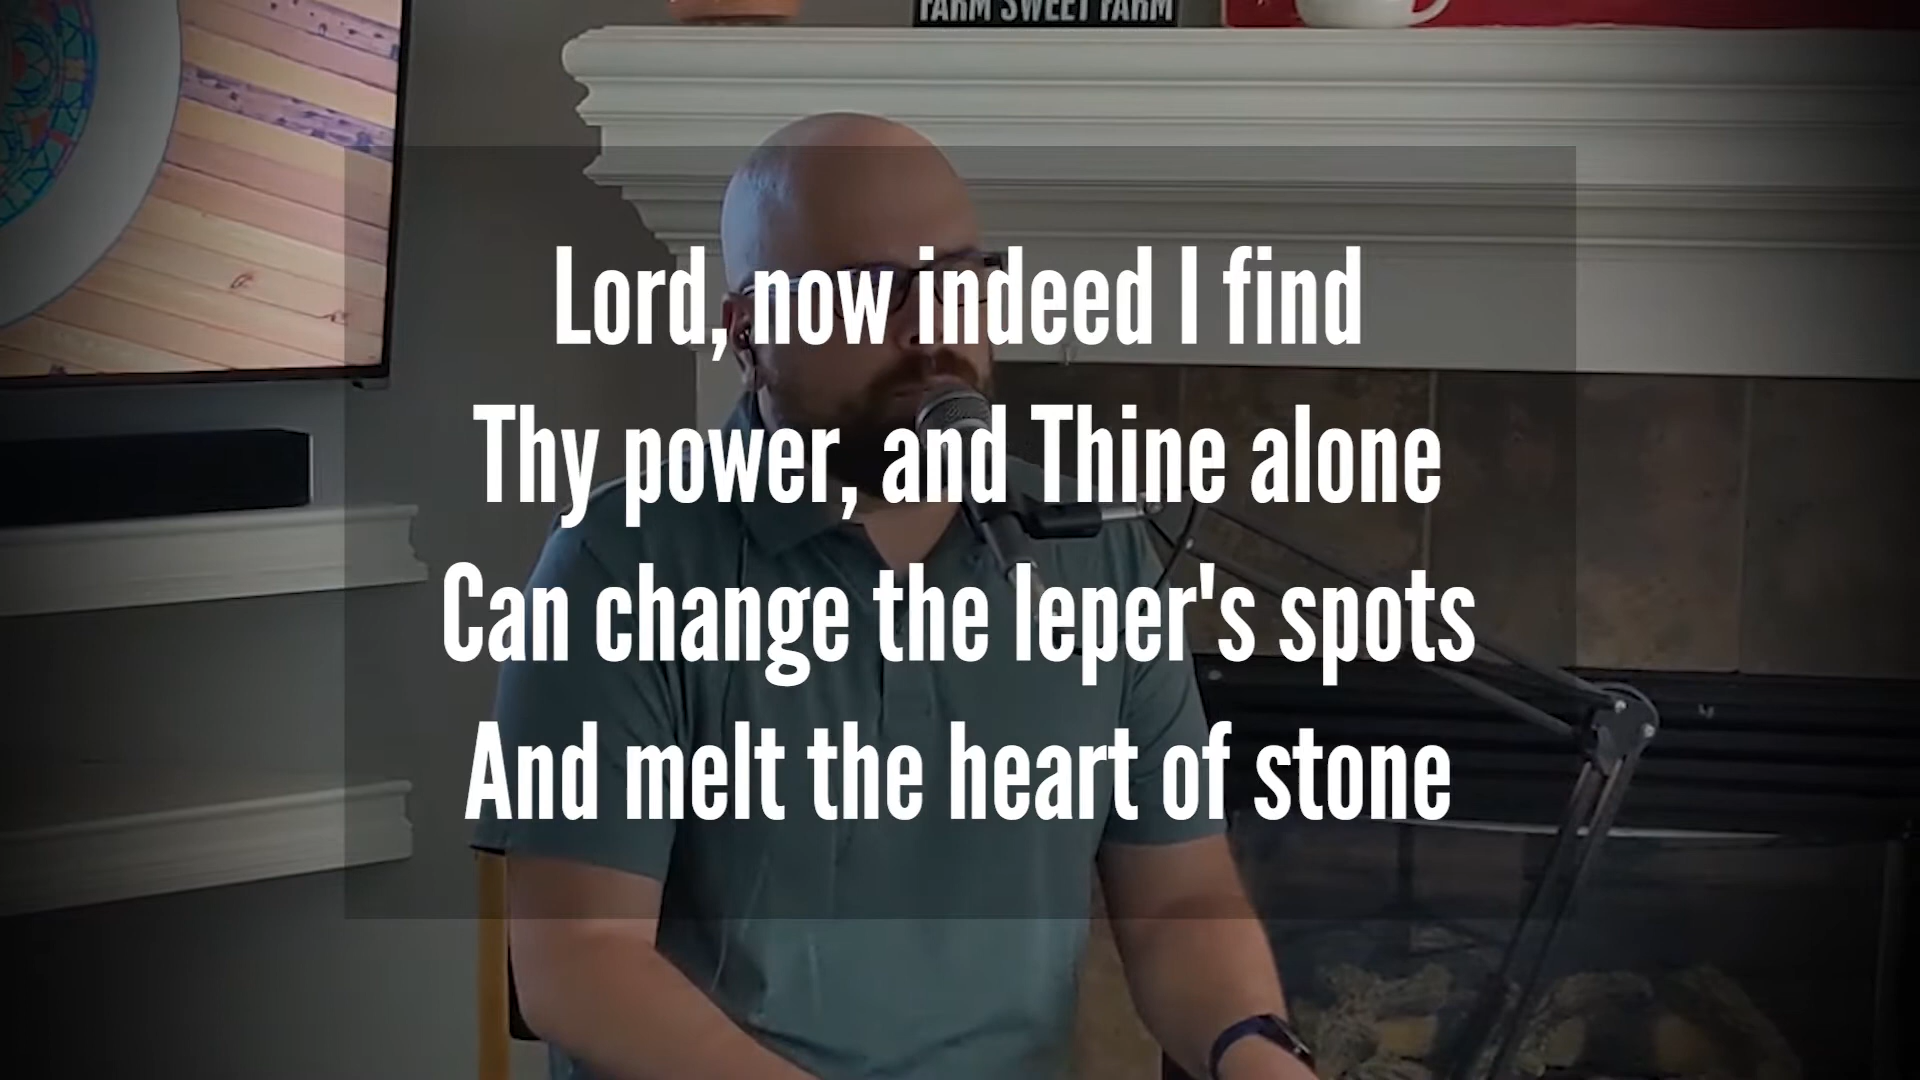 FARM SWEET FARM
Lord, now indeed I find
Thy power, and Thine alone
Can change the leper's spots
And melt the heart of stone